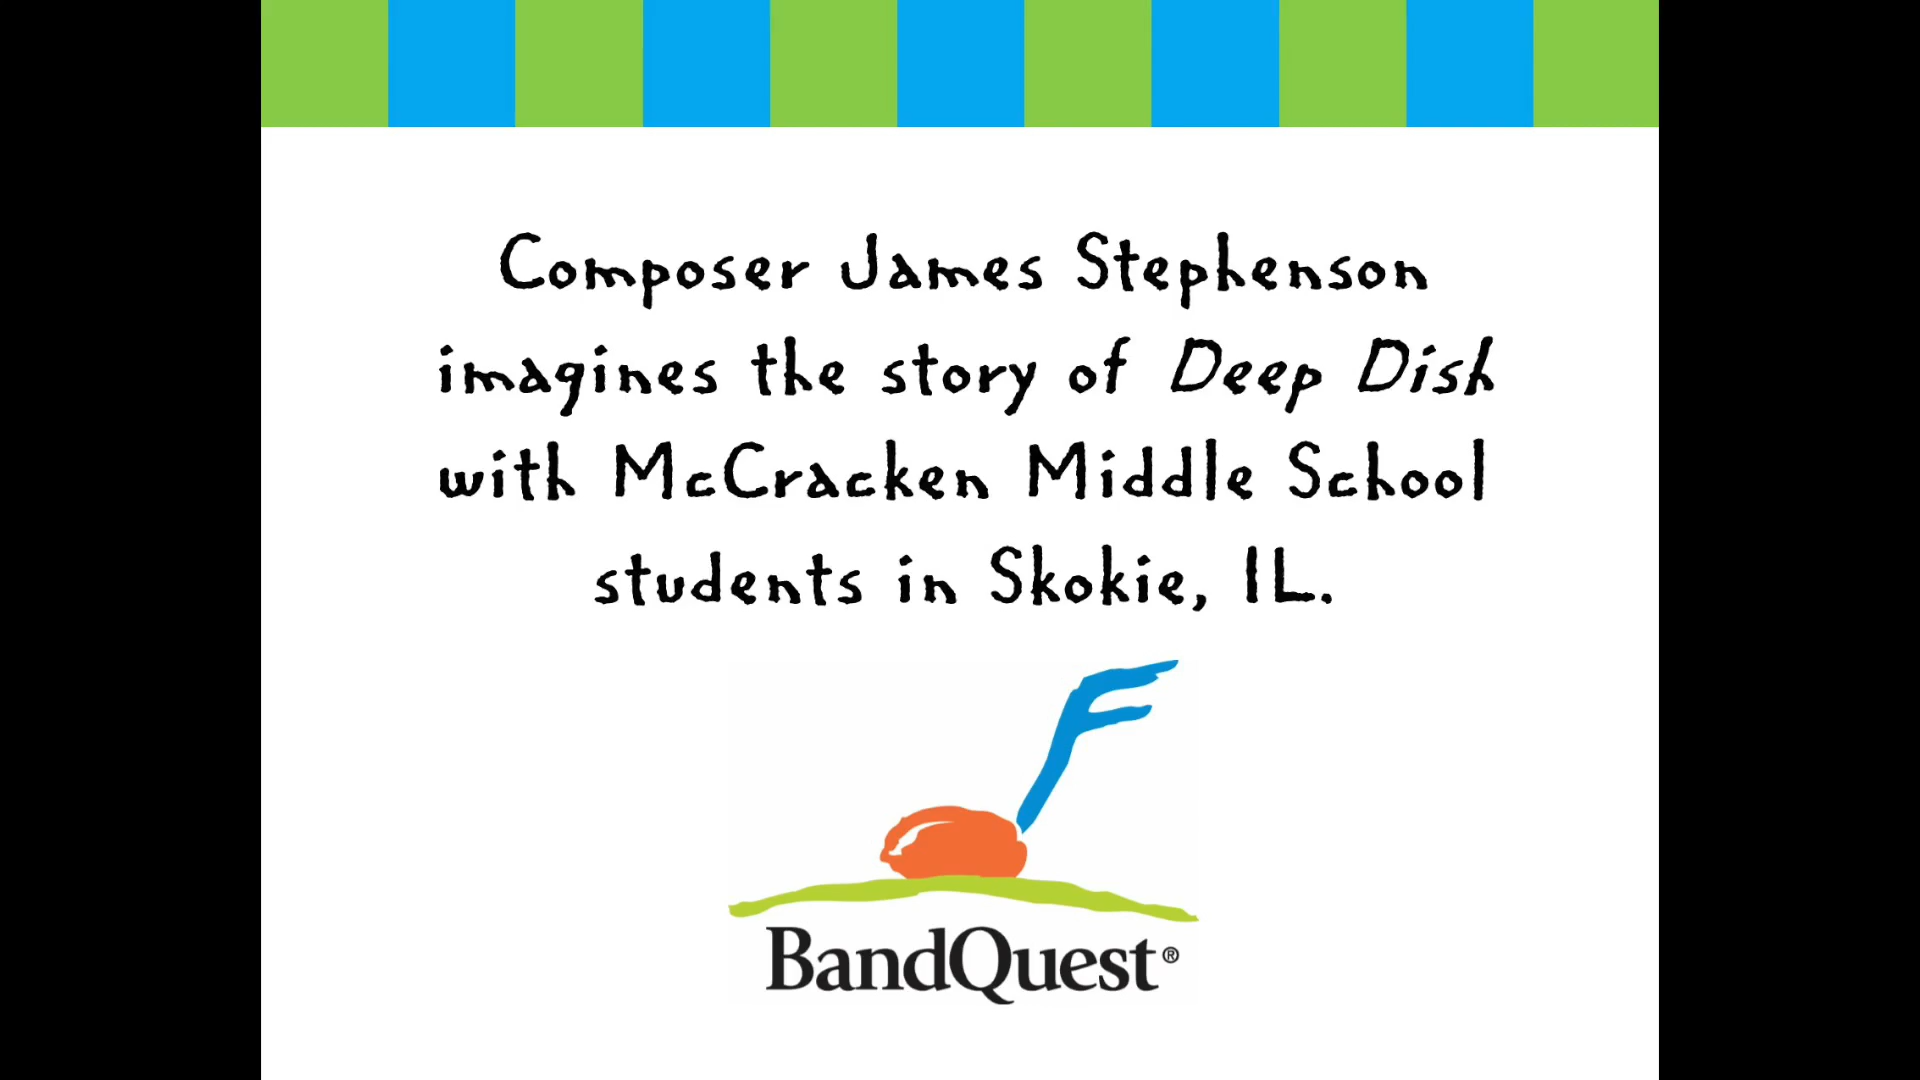 Composer James Stephenson
imagines the story of Deep Dish
with McCracken Middle School
students in Skokie, IL.
BandQuest®